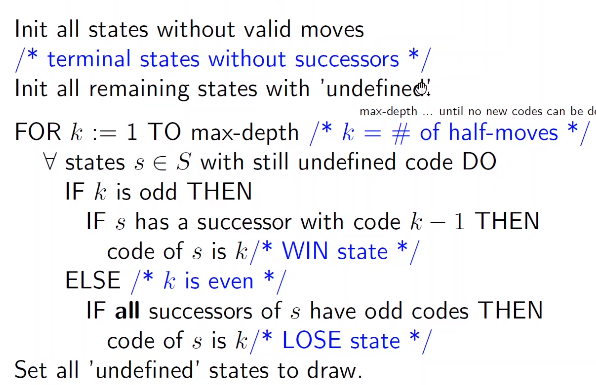 Init all states without valid moves
/* terminal states without successors */
Init all remaining states with 'undefined'.
max-depth ... until no new codes can be de
FOR k := 1 TO max-depth /* k = # of half-moves */
∀ states s ∈ S with still undefined code DO
IF k is odd THEN
IF s has a successor with code k − 1 THEN
code of s is k/* WIN state */
ELSE /* k is even */
IF all successors of s have odd codes THEN
code of s is k/* LOSE state */
Set all 'undefined' states to draw.